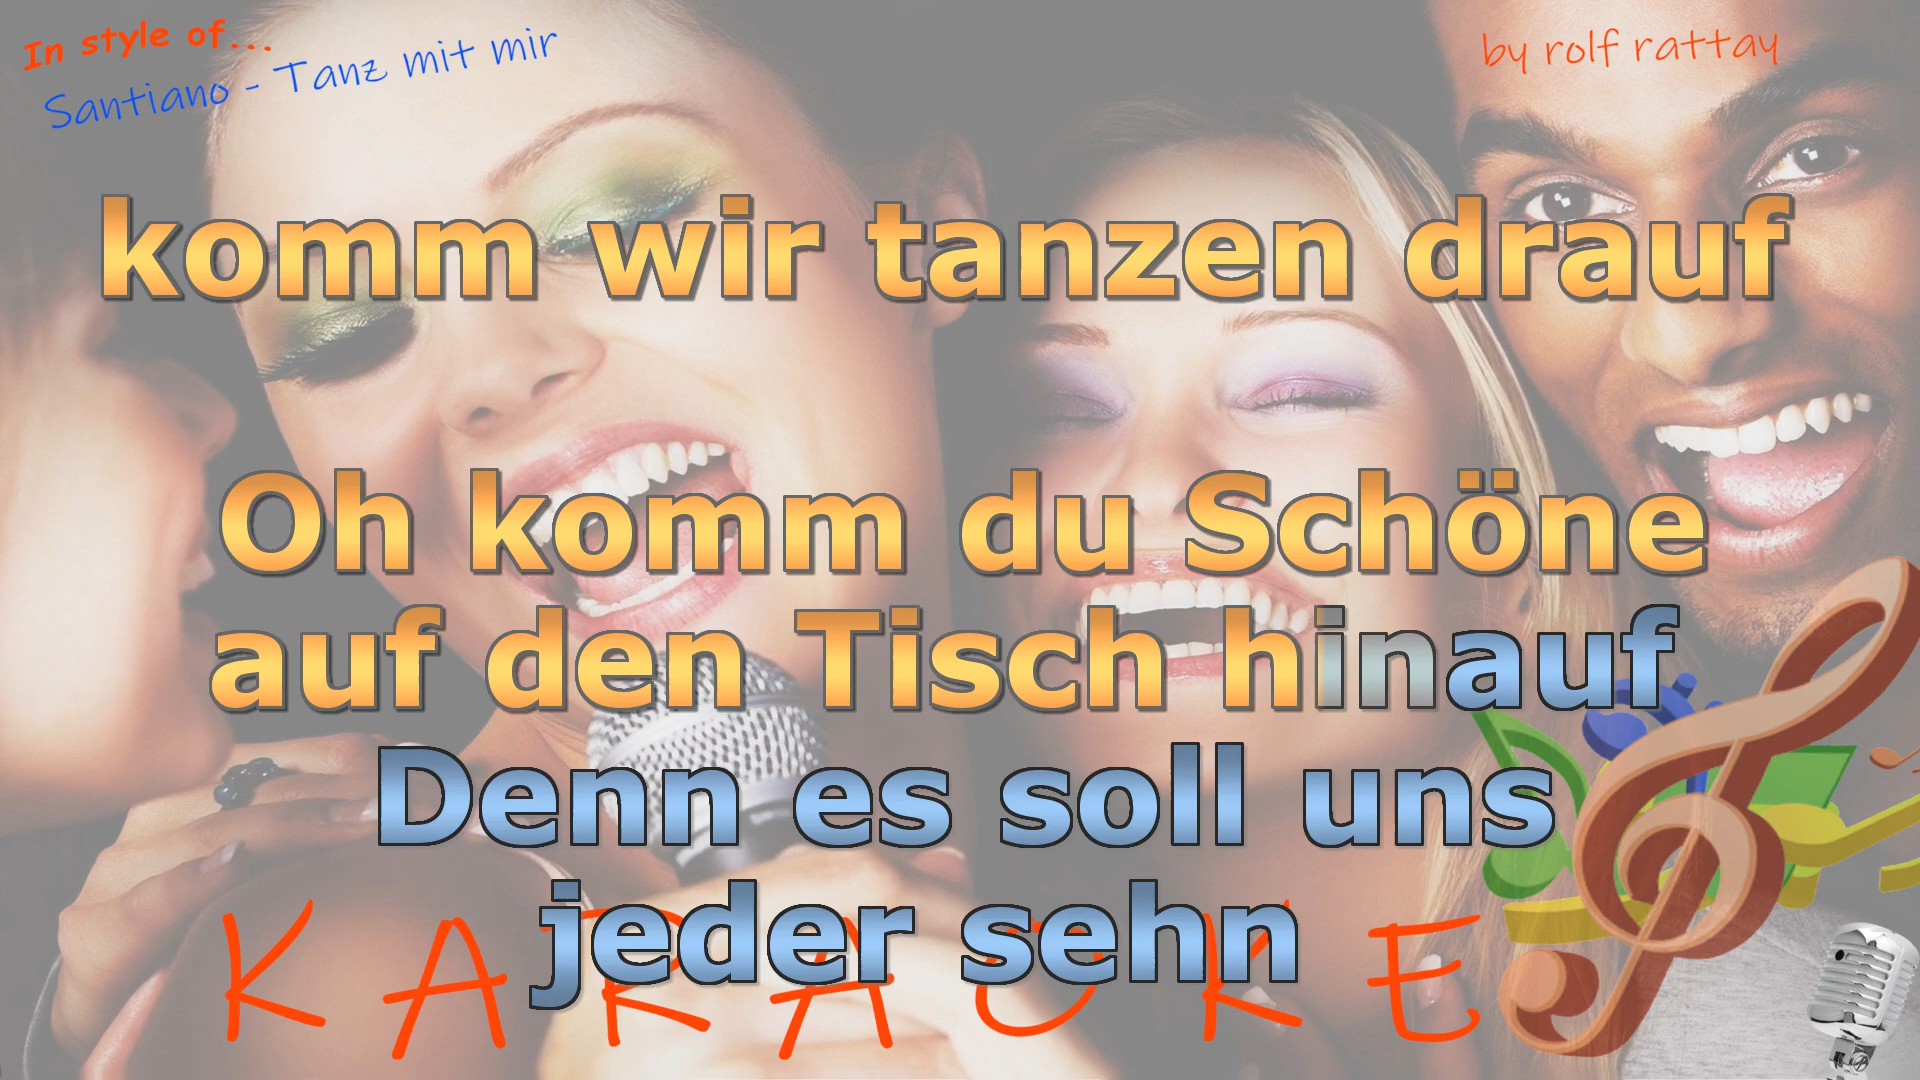 In style of...
Santiano - Tanz mit mir
by rolf rattay
komm wir tanzen drauf
Oh komm du Schöne
auf den Tisch hinauf
Denn es soll uns
jeder sehn
KARAOKE